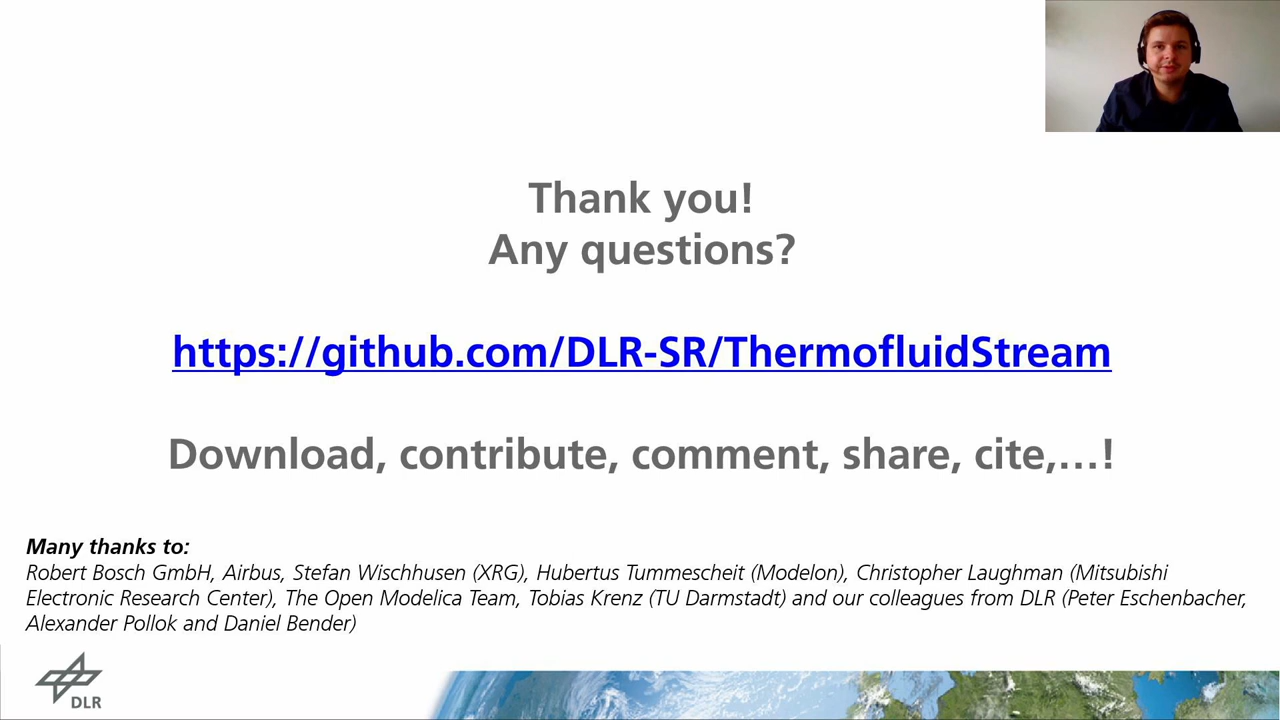 Thank you!
Any questions?
https://github.com/DLR-SR/ThermofluidStream
Download, contribute, comment, share, cite,…!
Many thanks to:
Robert Bosch GmbH, Airbus, Stefan Wischhusen (XRG), Hubertus Tummescheit (Modelon), Christopher Laughman (Mitsubishi
Electronic Research Center), The Open Modelica Team, Tobias Krenz (TU Darmstadt) and our colleagues from DLR (Peter Eschenbacher,
Alexander Pollok and Daniel Bender)
DLR